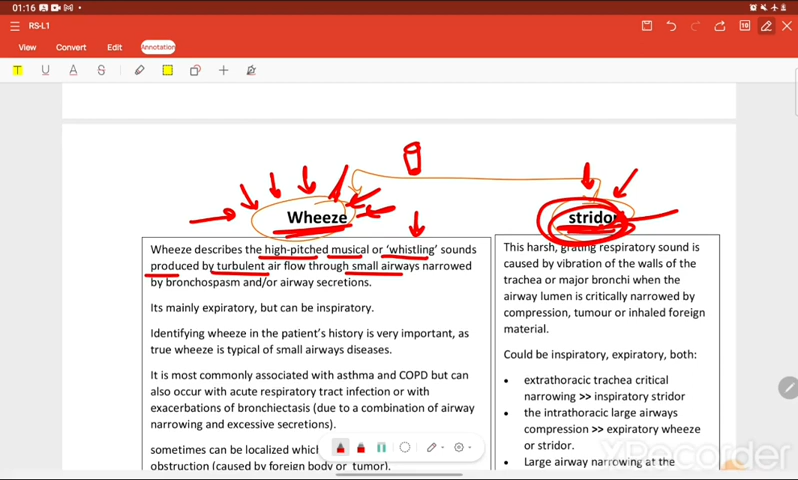 01:16
RS-L1
View Convert Edit Annotation
Wheeze
stridor
Wheeze describes the high-pitched musical or ‘whistling’ sounds
produced by turbulent air flow through small airways narrowed
by bronchospasm and/or airway secretions.
Its mainly expiratory, but can be inspiratory.
Identifying wheeze in the patient’s history is very important, as
true wheeze is typical of small airways diseases.
It is most commonly associated with asthma and COPD but can
also occur with acute respiratory tract infection or with
exacerbations of bronchiectasis (due to a combination of airway
narrowing and excessive secretions).
sometimes can be localized which
obstruction (caused by foreign body or tumor).
This harsh, grating respiratory sound is
caused by vibration of the walls of the
trachea or major bronchi when the
airway lumen is critically narrowed by
compression, tumour or inhaled foreign
material.
Could be inspiratory, expiratory, both:
• extrathoracic trachea critical
narrowing >> inspiratory stridor
• the intrathoracic large airways
compression >> expiratory wheeze
or stridor.
• Large airway narrowing at the
XRecorder